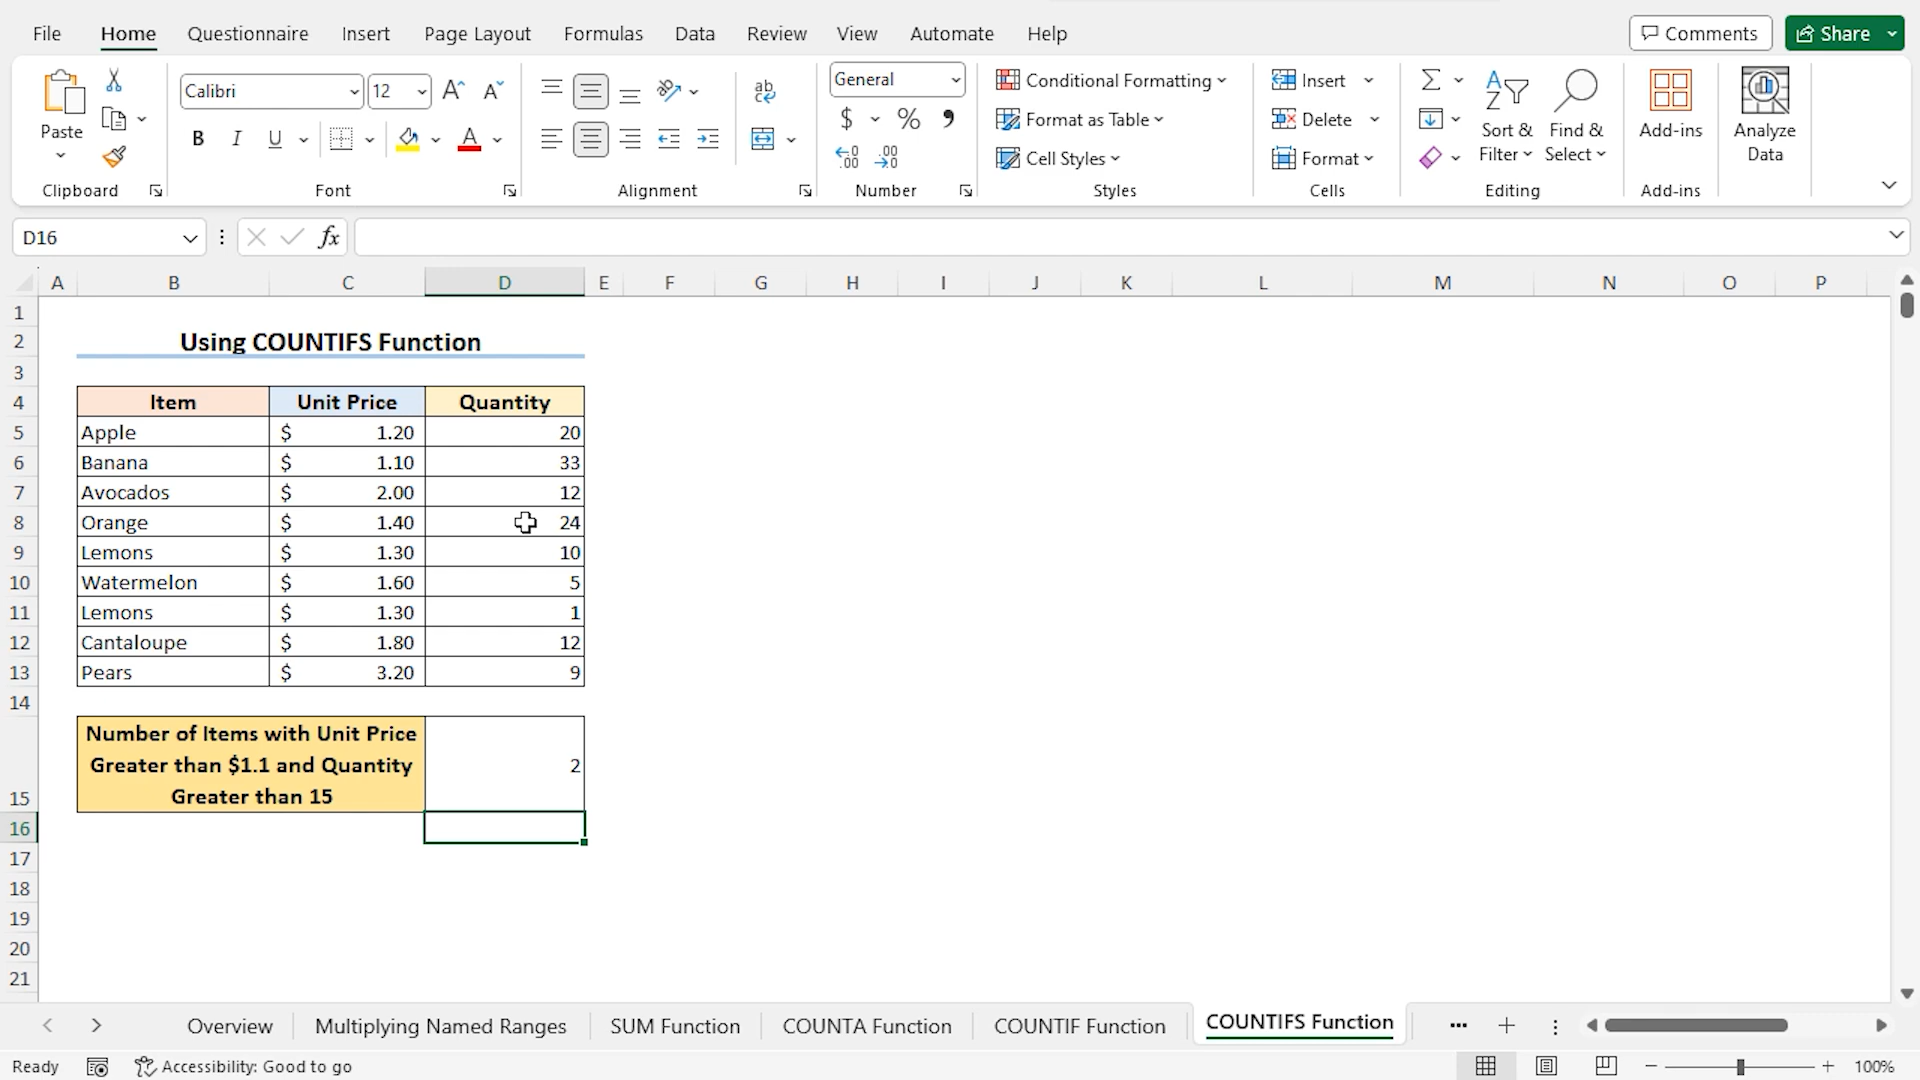 File Home Questionnaire Insert Page Layout Formulas Data Review View Automate Help Comments Share
Calibri 12 General Conditional Formatting Insert
Paste $ % Format as Table Delete Sort & Find & Add-ins Analyze
B I U A Cell Styles Format Filter Select Data
Clipboard Font Alignment Number Styles Cells Editing Add-ins
D16 fx
A B C D E F G H I J K L M N O P
1
2 Using COUNTIFS Function
3
4 Item Unit Price Quantity
5 Apple $ 1.20 20
6 Banana $ 1.10 33
7 Avocados $ 2.00 12
8 Orange $ 1.40 24
9 Lemons $ 1.30 10
10 Watermelon $ 1.60 5
11 Lemons $ 1.30 1
12 Cantaloupe $ 1.80 12
13 Pears $ 3.20 9
14
Number of Items with Unit Price
Greater than $1.1 and Quantity 2
15 Greater than 15
16
17
18
19
20
21
Overview Multiplying Named Ranges SUM Function COUNTA Function COUNTIF Function COUNTIFS Function ...
Ready Accessibility: Good to go 100%